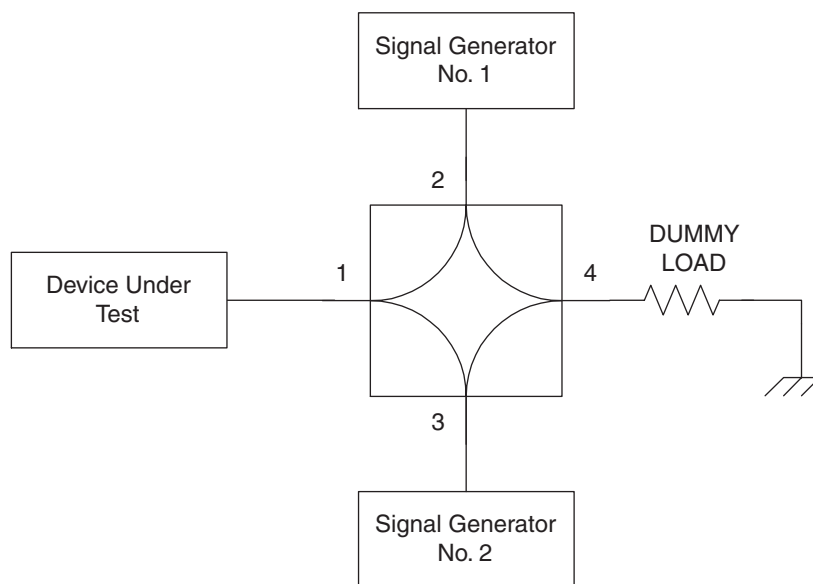 Signal Generator
No. 1
2
DUMMY
LOAD
1
4
Device Under
Test
3
Signal Generator
No. 2